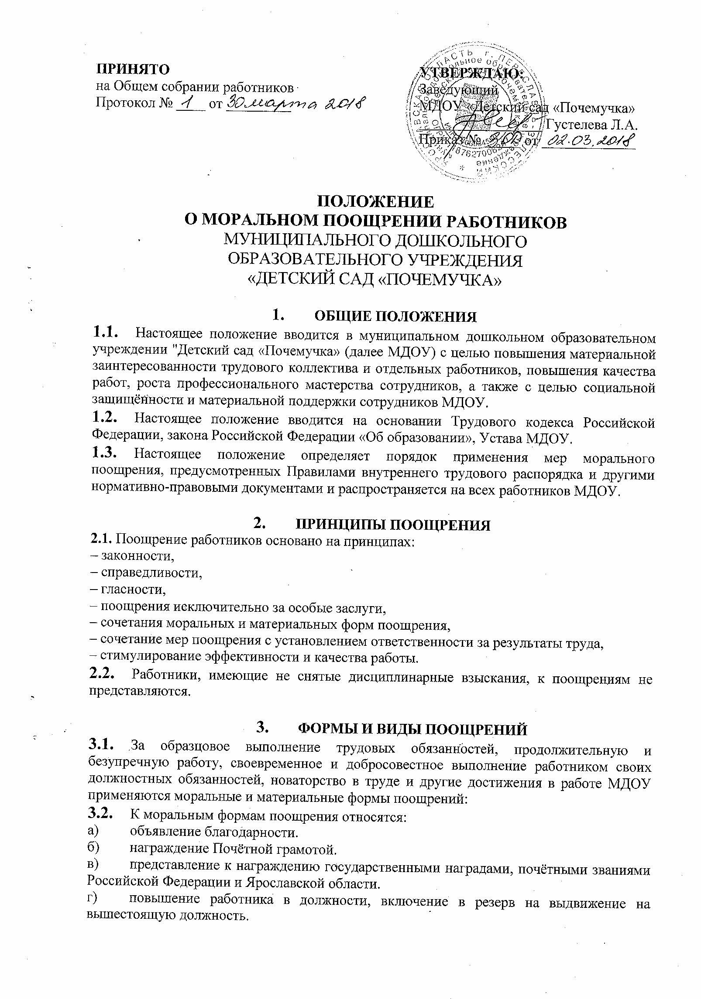 ПРИНЯТО
на Общем собрании работников
Протокол № 1 от 30 марта 2018
УТВЕРЖДАЮ:
Заведующий
МДОУ «Детский сад «Почемучка»
Густелева Л.А.
Приказ № от 02.03.2018
ПОЛОЖЕНИЕ
О МОРАЛЬНОМ ПООЩРЕНИИ РАБОТНИКОВ
МУНИЦИПАЛЬНОГО ДОШКОЛЬНОГО
ОБРАЗОВАТЕЛЬНОГО УЧРЕЖДЕНИЯ
«ДЕТСКИЙ САД «ПОЧЕМУЧКА»
1. ОБЩИЕ ПОЛОЖЕНИЯ
1.1. Настоящее положение вводится в муниципальном дошкольном образовательном
учреждении "Детский сад «Почемучка» (далее МДОУ) с целью повышения материальной
заинтересованности трудового коллектива и отдельных работников, повышения качества
работ, роста профессионального мастерства сотрудников, а также с целью социальной
защищённости и материальной поддержки сотрудников МДОУ.
1.2. Настоящее положение вводится на основании Трудового кодекса Российской
Федерации, закона Российской Федерации «Об образовании», Устава МДОУ.
1.3. Настоящее положение определяет порядок применения мер морального
поощрения, предусмотренных Правилами внутреннего трудового распорядка и другими
нормативно-правовыми документами и распространяется на всех работников МДОУ.
2. ПРИНЦИПЫ ПООЩРЕНИЯ
2.1. Поощрение работников основано на принципах:
– законности,
– справедливости,
– гласности,
– поощрения исключительно за особые заслуги,
– сочетания моральных и материальных форм поощрения,
– сочетание мер поощрения с установлением ответственности за результаты труда,
– стимулирование эффективности и качества работы.
2.2. Работники, имеющие не снятые дисциплинарные взыскания, к поощрениям не
представляются.
3. ФОРМЫ И ВИДЫ ПООЩРЕНИЙ
3.1. За образцовое выполнение трудовых обязанностей, продолжительную и
безупречную работу, своевременное и добросовестное выполнение работником своих
должностных обязанностей, новаторство в труде и другие достижения в работе МДОУ
применяются моральные и материальные формы поощрений:
3.2. К моральным формам поощрения относятся:
а) объявление благодарности.
б) награждение Почётной грамотой.
в) представление к награждению государственными наградами, почётными званиями
Российской Федерации и Ярославской области.
г) повышение работника в должности, включение в резерв на выдвижение на
вышестоящую должность.